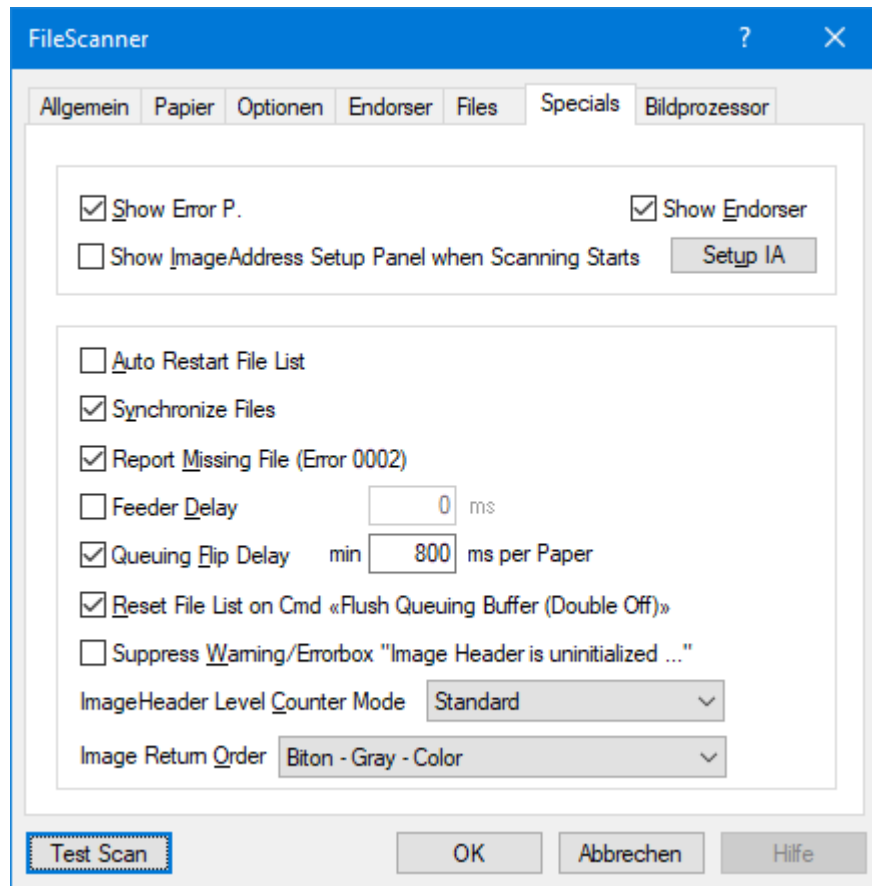 FileScanner ?
Allgemein Papier Optionen Endorser Files Specials Bildprozessor
Show Error P. Show Endorser
Show ImageAddress Setup Panel when Scanning Starts Setup IA
Auto Restart File List
Synchronize Files
Report Missing File (Error 0002)
Feeder Delay 0 ms
Queuing Flip Delay min 800 ms per Paper
Reset File List on Cmd «Flush Queuing Buffer (Double Off)»
Suppress Warning/Errorbox "Image Header is uninitialized ..."
ImageHeader Level Counter Mode Standard
Image Return Order Biton - Gray - Color
Test Scan OK Abbrechen Hilfe